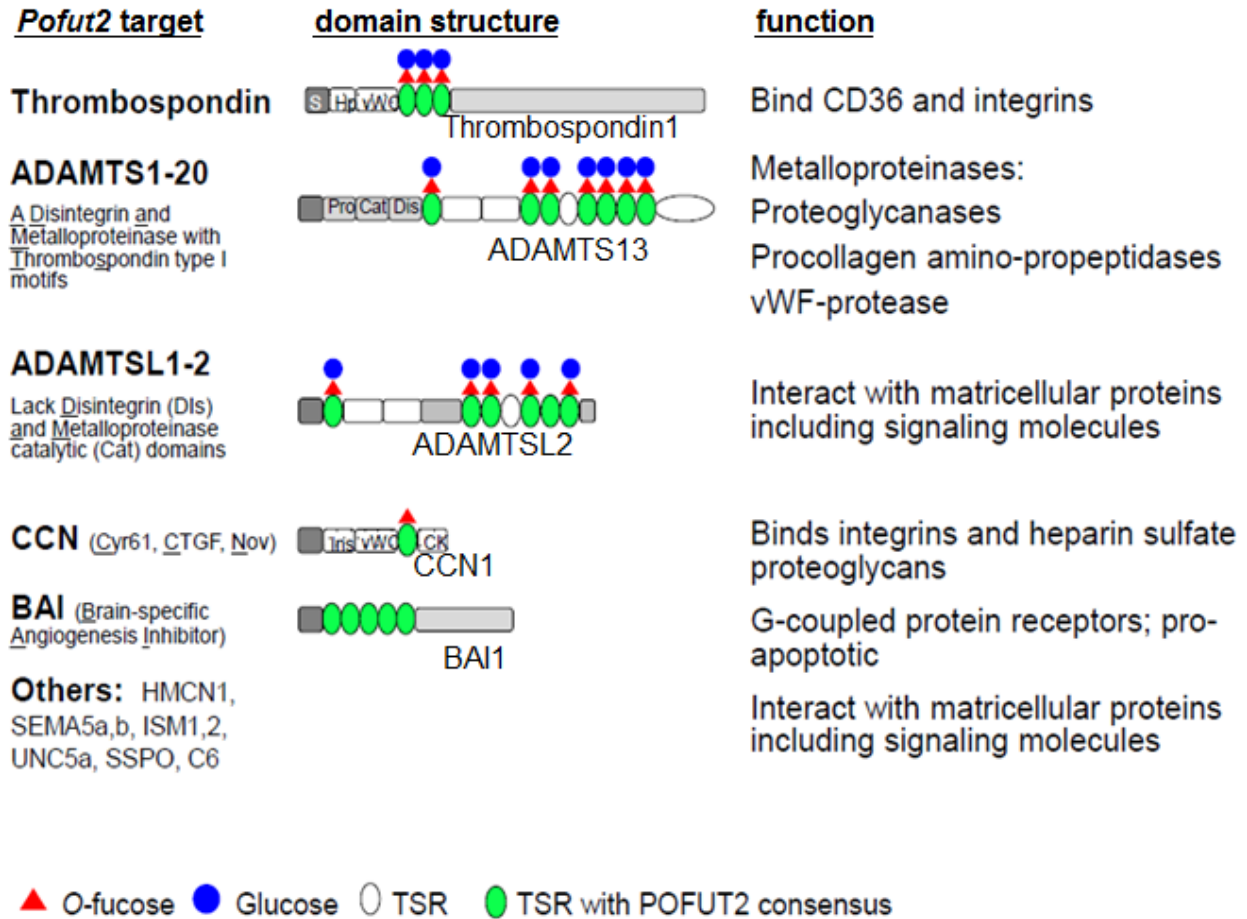 Pofut2 target domain structure function
Thrombospondin
S Hp vWC
Thrombospondin1
Bind CD36 and integrins
ADAMTS1-20
A Disintegrin and
Metalloproteinase with
Thrombospondin type I
motifs
Pro Cat Dis
ADAMTS13
Metalloproteinases:
Proteoglycanases
Procollagen amino-propeptidases
vWF-protease
ADAMTSL1-2
Lack Disintegrin (DIs)
and Metalloproteinase
catalytic (Cat) domains
ADAMTSL2
Interact with matricellular proteins
including signaling molecules
CCN (Cyr61, CTGF, Nov)
Iris vWC CK
CCN1
Binds integrins and heparin sulfate
proteoglycans
BAI (Brain-specific
Angiogenesis Inhibitor)
BAI1
G-coupled protein receptors; pro-
apoptotic
Others: HMCN1,
SEMA5a,b, ISM1,2,
UNC5a, SSPO, C6
Interact with matricellular proteins
including signaling molecules
O-fucose Glucose TSR TSR with POFUT2 consensus